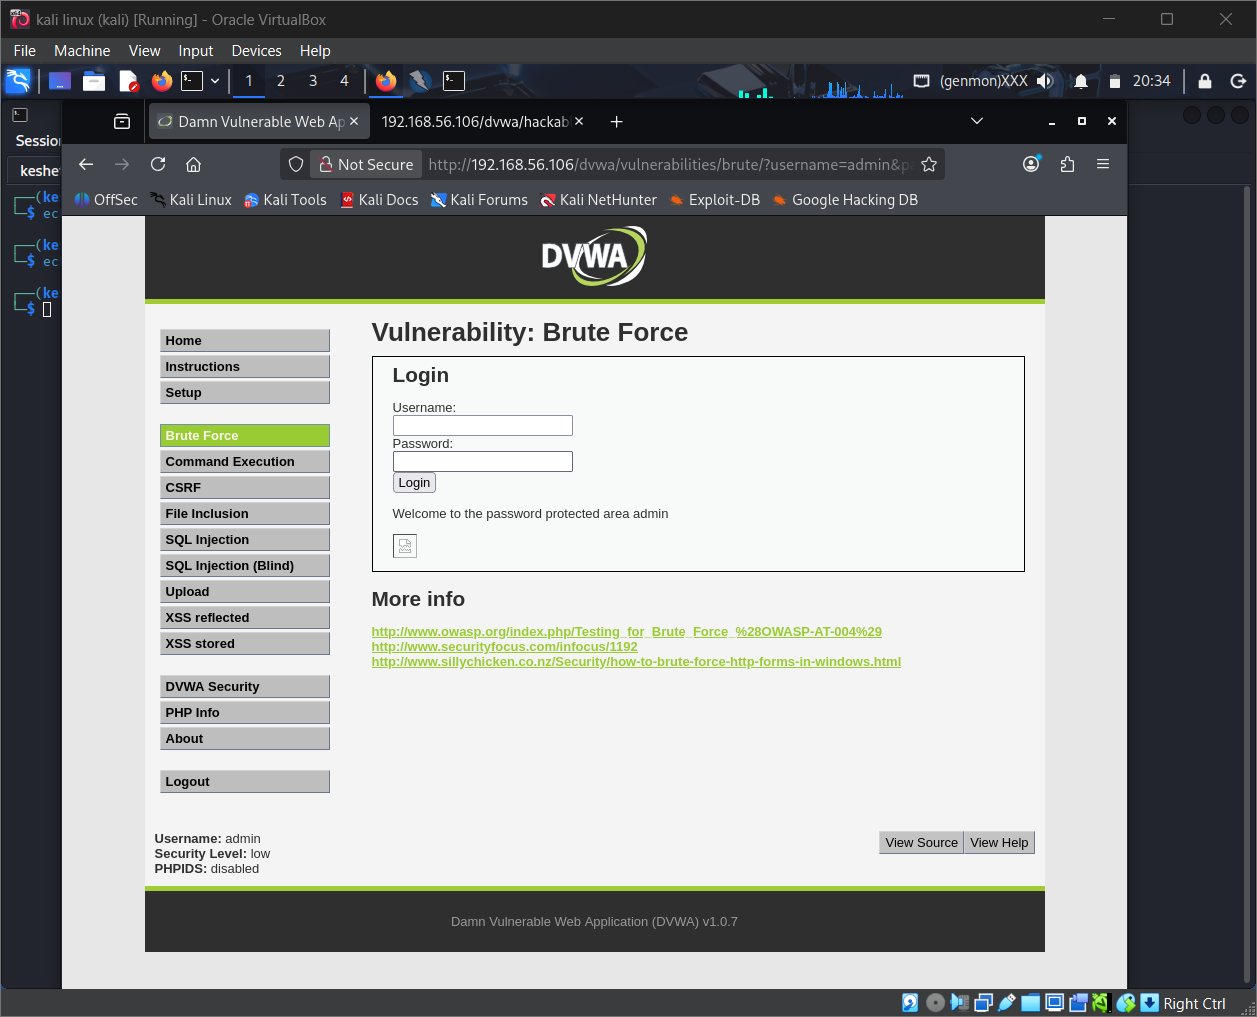 kali linux (kali) [Running] - Oracle VirtualBox
File Machine View Input Devices Help
1 2 3 4 (genmon)XXX 20:34
Damn Vulnerable Web Ap 192.168.56.106/dvwa/hackab
Sessio
Not Secure http://192.168.56.106/dvwa/vulnerabilities/brute/?username=admin&p
keshe
OffSec Kali Linux Kali Tools Kali Docs Kali Forums Kali NetHunter Exploit-DB Google Hacking DB
(ke
$ ec
(ke
$ ec
(ke
$
DVWA
Home
Instructions
Setup
Brute Force
Command Execution
CSRF
File Inclusion
SQL Injection
SQL Injection (Blind)
Upload
XSS reflected
XSS stored
DVWA Security
PHP Info
About
Logout
Vulnerability: Brute Force
Login
Username:
Password:
Login
Welcome to the password protected area admin
More info
http://www.owasp.org/index.php/Testing_for_Brute_Force_%28OWASP-AT-004%29
http://www.securityfocus.com/infocus/1192
http://www.sillychicken.co.nz/Security/how-to-brute-force-http-forms-in-windows.html
Username: admin
Security Level: low
PHPIDS: disabled
View Source View Help
Damn Vulnerable Web Application (DVWA) v1.0.7
Right Ctrl